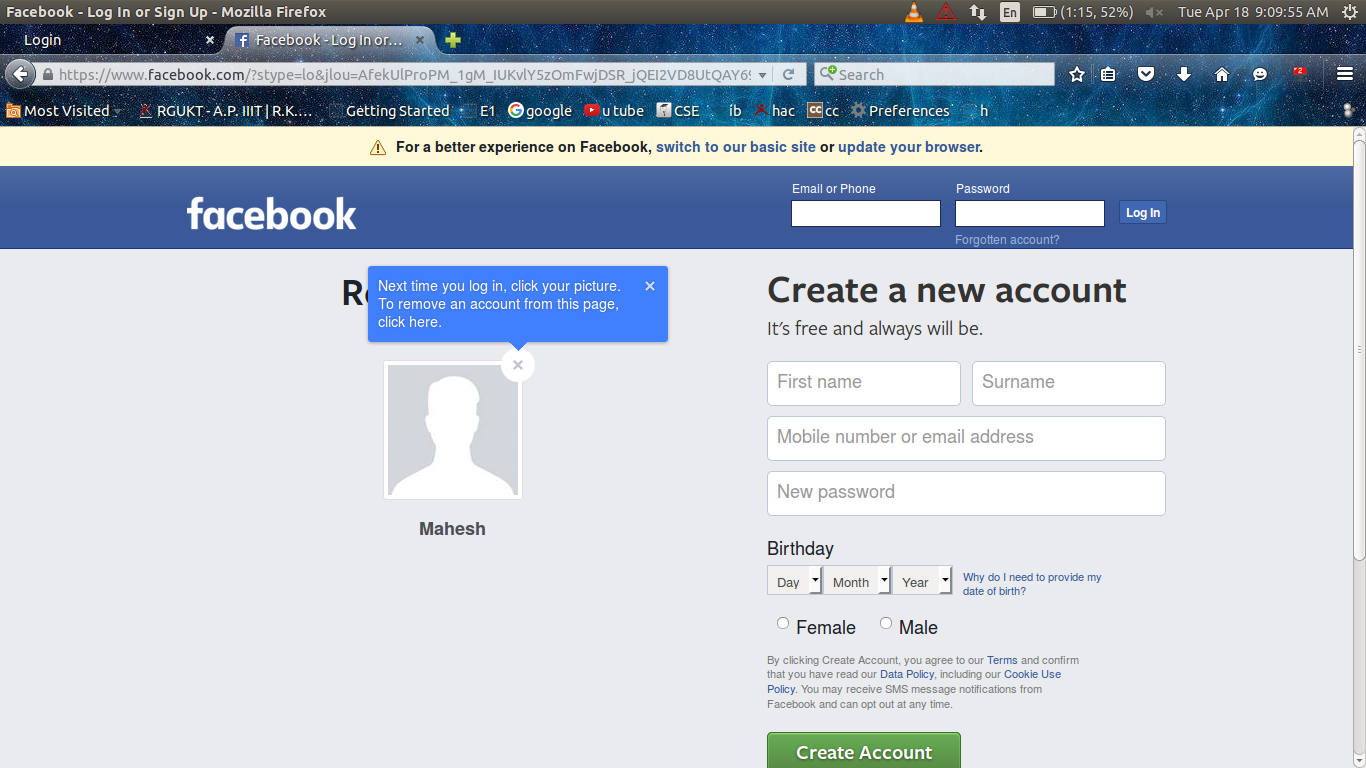 Facebook - Log In or Sign Up - Mozilla Firefox
En
(1:15, 52%)
Tue Apr 18 9:09:55 AM
Login
Facebook - Log In or...
https://www.facebook.com/?stype=lo&jlou=AfekUlProPM_1gM_IUKvlY5zOmFwjDSR_jQEI2VD8UtQAY69
Search
2
Most Visited
RGUKT - A.P. IIIT | R.K....
Getting Started
E1
google
u tube
CSE
ib
hac
cc
Preferences
h
For a better experience on Facebook, switch to our basic site or update your browser.
facebook
Email or Phone
Password
Log In
Forgotten account?
Next time you log in, click your picture.
To remove an account from this page,
click here.
Mahesh
Create a new account
It's free and always will be.
First name
Surname
Mobile number or email address
New password
Birthday
Day
Month
Year
Why do I need to provide my
date of birth?
Female
Male
By clicking Create Account, you agree to our Terms and confirm
that you have read our Data Policy, including our Cookie Use
Policy. You may receive SMS message notifications from
Facebook and can opt out at any time.
Create Account